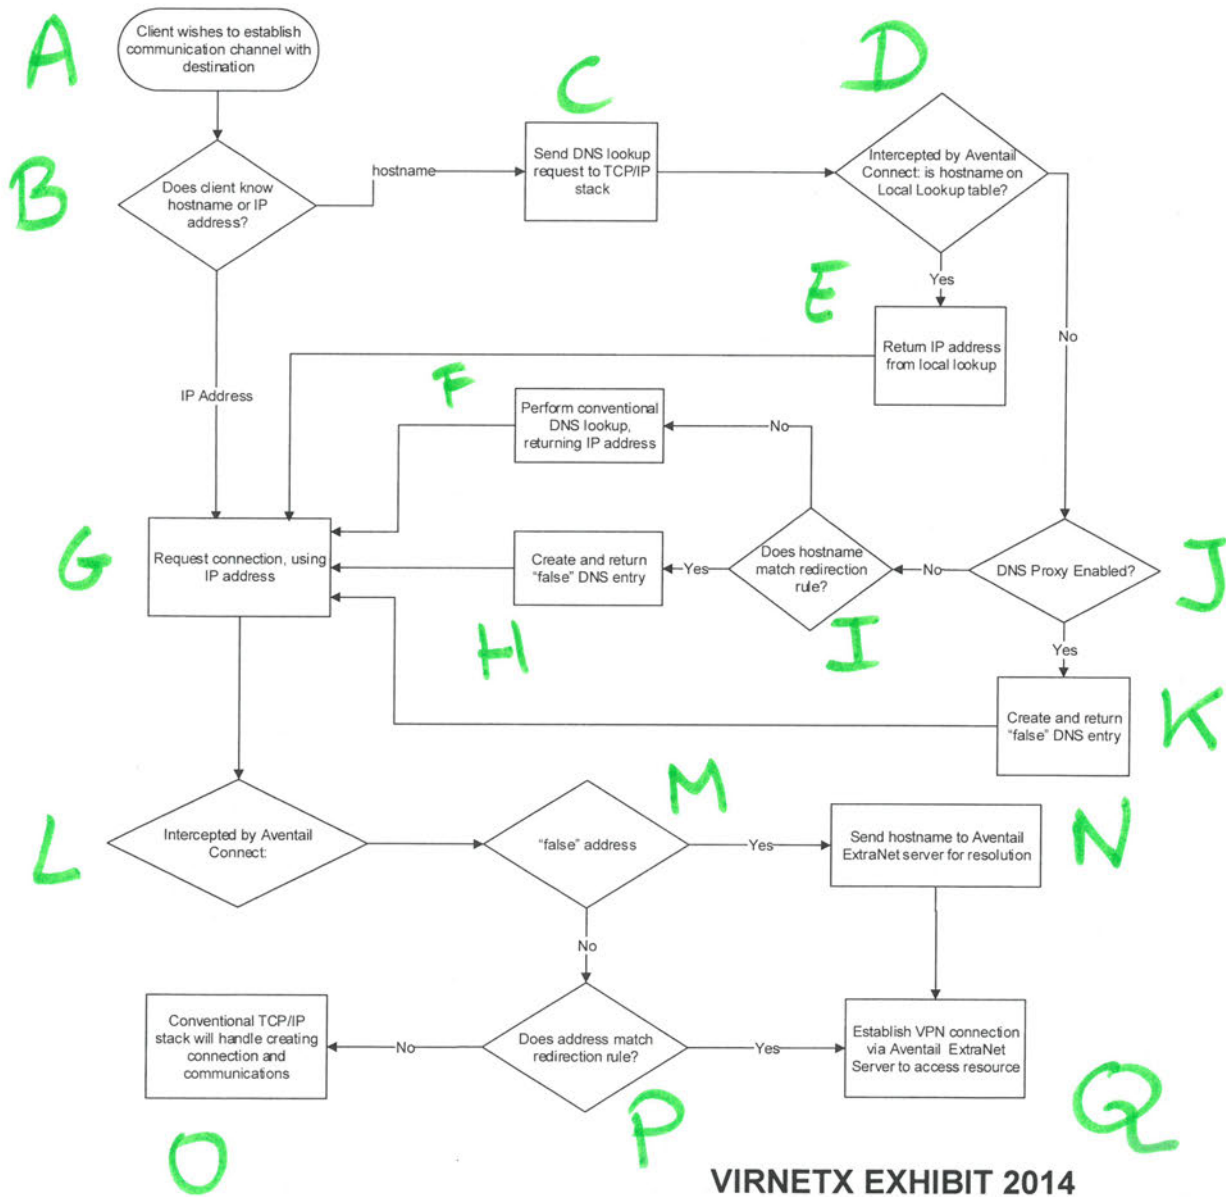 A
Client wishes to establish
communication channel with
destination
B
Does client know
hostname or IP
address?
hostname
C
Send DNS lookup
request to TCP/IP
stack
D
Intercepted by Aventail
Connect: is hostname on
Local Lookup table?
Yes
No
E
Return IP address
from local lookup
IP Address
F
Perform conventional
DNS lookup,
returning IP address
No
G
Request connection, using
IP address
Create and return
"false" DNS entry
H
Yes
Does hostname
match redirection
rule?
I
No
DNS Proxy Enabled?
J
Yes
Create and return
"false" DNS entry
K
L
Intercepted by Aventail
Connect:
"false" address
M
Yes
Send hostname to Aventail
ExtraNet server for resolution
N
No
Conventional TCP/IP
stack will handle creating
connection and
communications
O
No
Does address match
redirection rule?
P
Yes
Establish VPN connection
via Aventail ExtraNet
Server to access resource
Q
VIRNETX EXHIBIT 2014